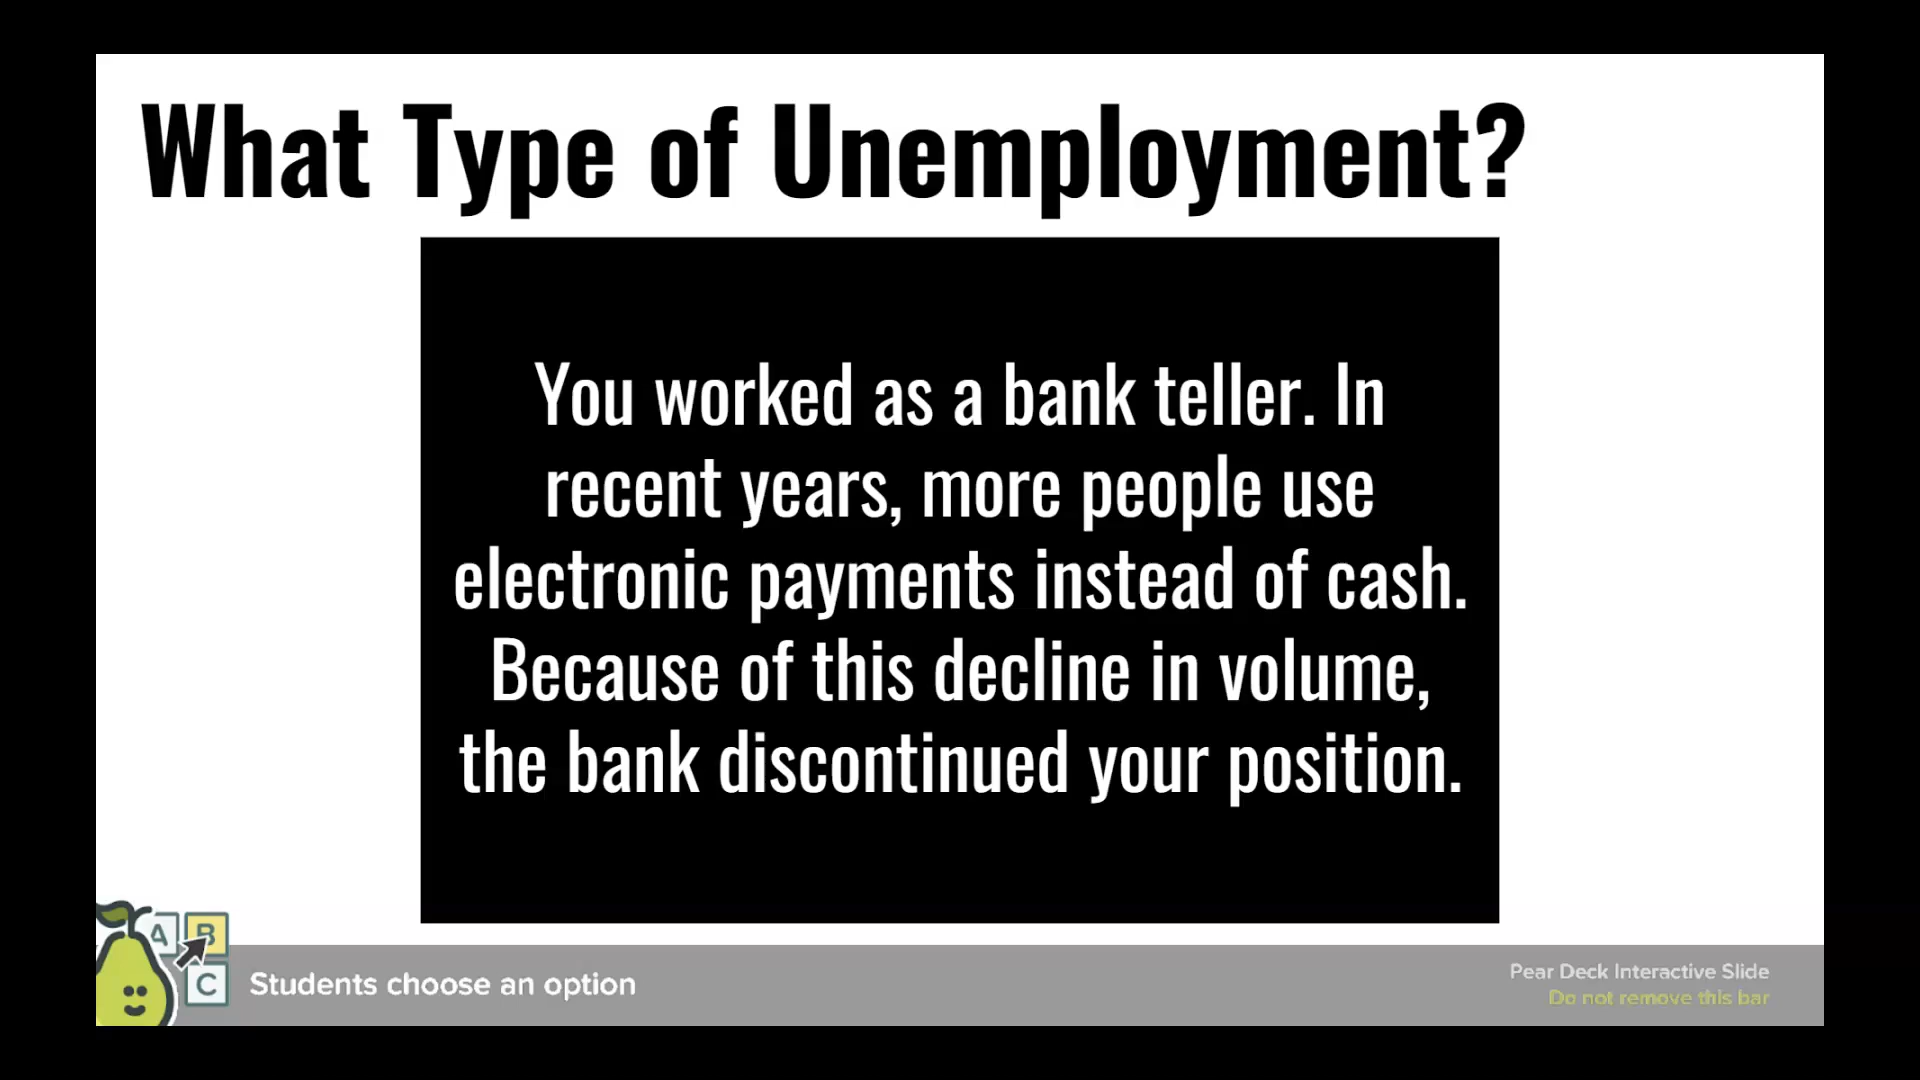 What Type of Unemployment?
You worked as a bank teller. In
recent years, more people use
electronic payments instead of cash.
Because of this decline in volume,
the bank discontinued your position.
A B
C
Students choose an option
Pear Deck Interactive Slide
Do not remove this bar